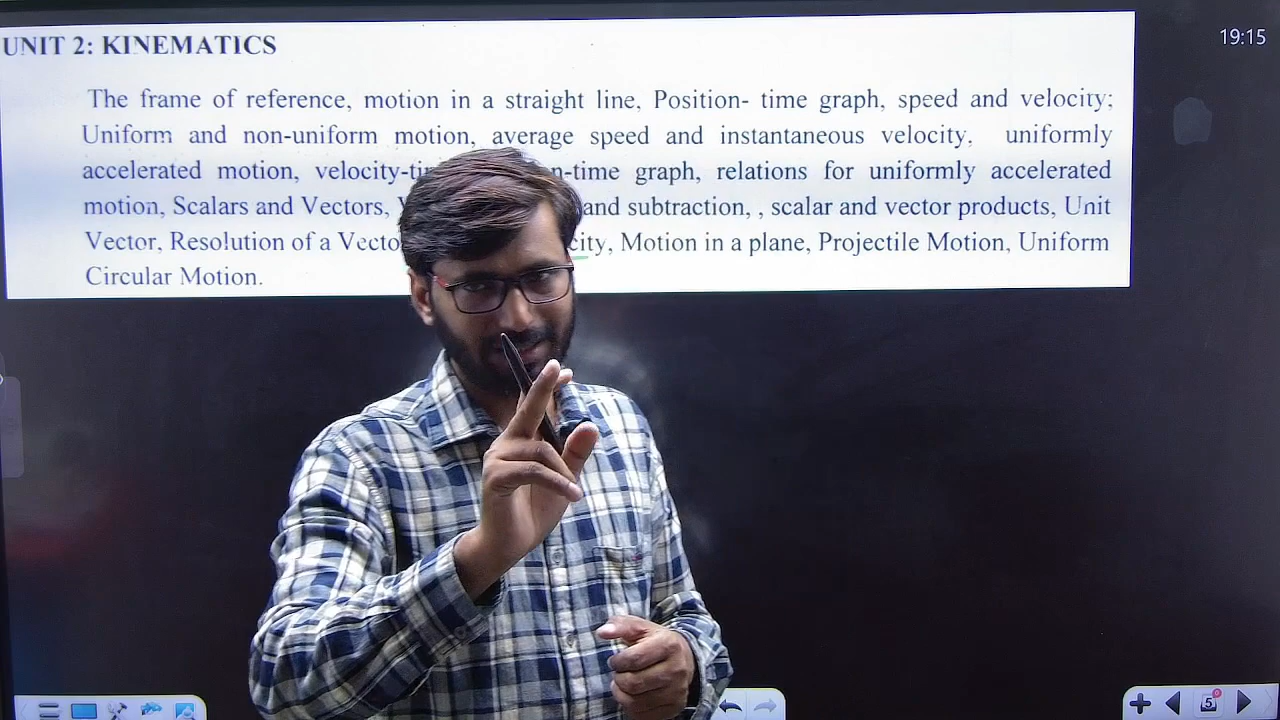 UNIT 2: KINEMATICS
19:15
The frame of reference, motion in a straight line, Position- time graph, speed and velocity;
Uniform and non-uniform motion, average speed and instantaneous velocity, uniformly
accelerated motion, velocity-ti n-time graph, relations for uniformly accelerated
motion, Scalars and Vectors, and subtraction, , scalar and vector products, Unit
Vector, Resolution of a Vecto city, Motion in a plane, Projectile Motion, Uniform
Circular Motion.
5